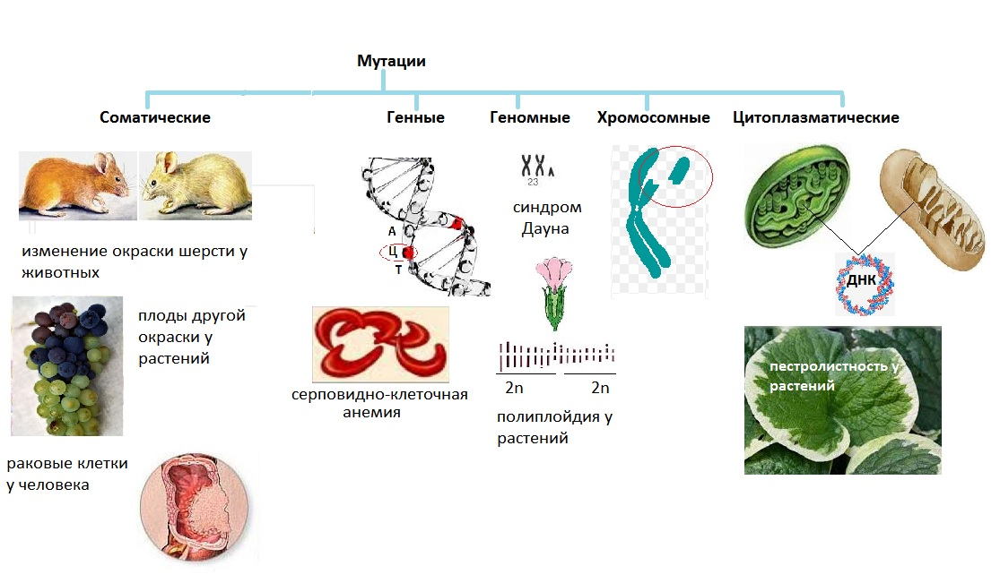 Мутации
Соматические
Генные
Геномные
Хромосомные
Цитоплазматические
изменение окраски шерсти у
животных
плоды другой
окраски у
растений
раковые клетки
у человека
А
Ц
Т
серповидно-клеточная
анемия
23
синдром
Дауна
2n
2n
полиплойдия у
растений
ДНК
пестролистность у
растений